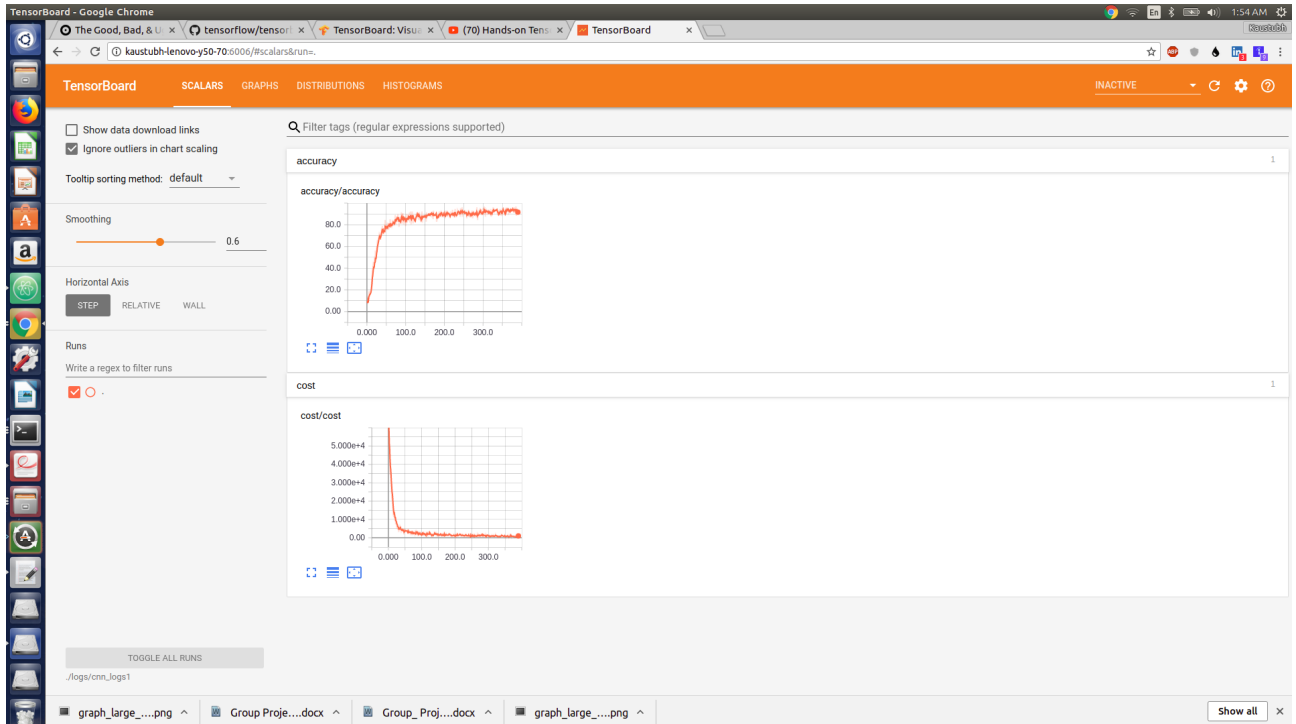 TensorBoard - Google Chrome
En
1:54 AM
The Good, Bad, & U
tensorflow/tensor
TensorBoard: Visua
(70) Hands-on Tens
TensorBoard
Kaustubh
kaustubh-lenovo-y50-70:6006/#scalars&run=.
TensorBoard
SCALARS
GRAPHS
DISTRIBUTIONS
HISTOGRAMS
INACTIVE
Show data download links
Ignore outliers in chart scaling
Tooltip sorting method: default
Smoothing
0.6
Horizontal Axis
STEP
RELATIVE
WALL
Runs
Write a regex to filter runs
.
TOGGLE ALL RUNS
./logs/cnn_logs1
Filter tags (regular expressions supported)
accuracy
1
accuracy/accuracy
80.0
60.0
40.0
20.0
0.00
0.000 100.0 200.0 300.0
cost
1
cost/cost
5.000e+4
4.000e+4
3.000e+4
2.000e+4
1.000e+4
0.00
0.000 100.0 200.0 300.0
graph_large_....png
Group Proje....docx
Group_ Proj....docx
graph_large_....png
Show all